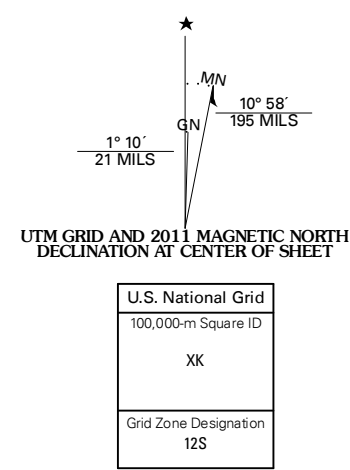 MN
10° 58´
195 MILS
GN
1° 10´
21 MILS
UTM GRID AND 2011 MAGNETIC NORTH
DECLINATION AT CENTER OF SHEET
U.S. National Grid
100,000-m Square ID
XK
Grid Zone Designation
12S